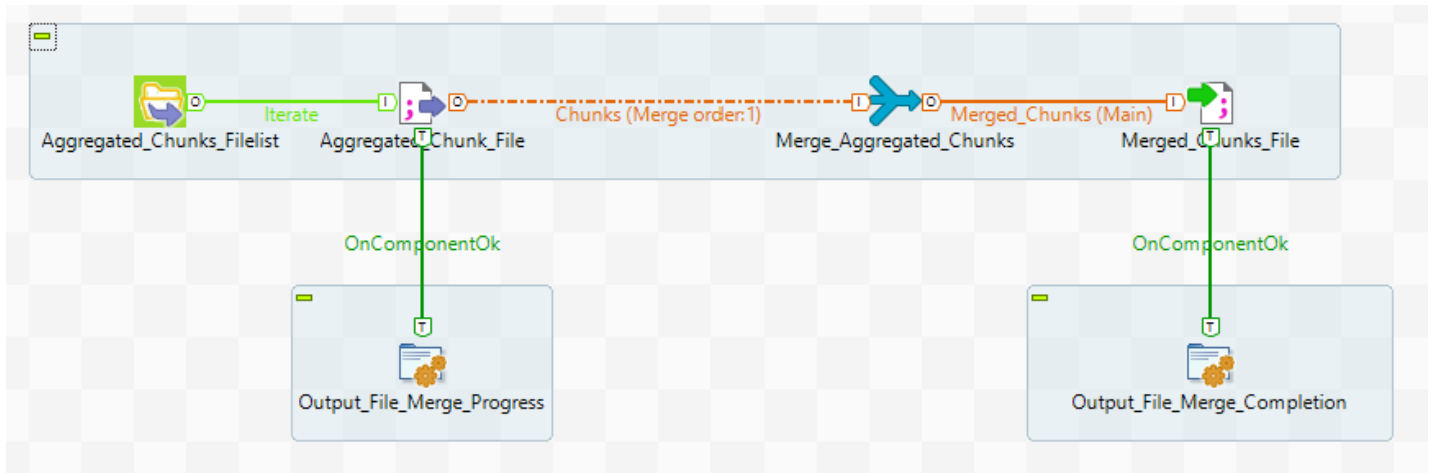 O
Iterate
I
O
Chunks (Merge order:1)
I
O
Merged_Chunks (Main)
I
Aggregated_Chunks_Filelist
T
Aggregated_Chunk_File
Merge_Aggregated_Chunks
T
Merged_Chunks_File
OnComponentOk
OnComponentOk
T
T
Output_File_Merge_Progress
Output_File_Merge_Completion